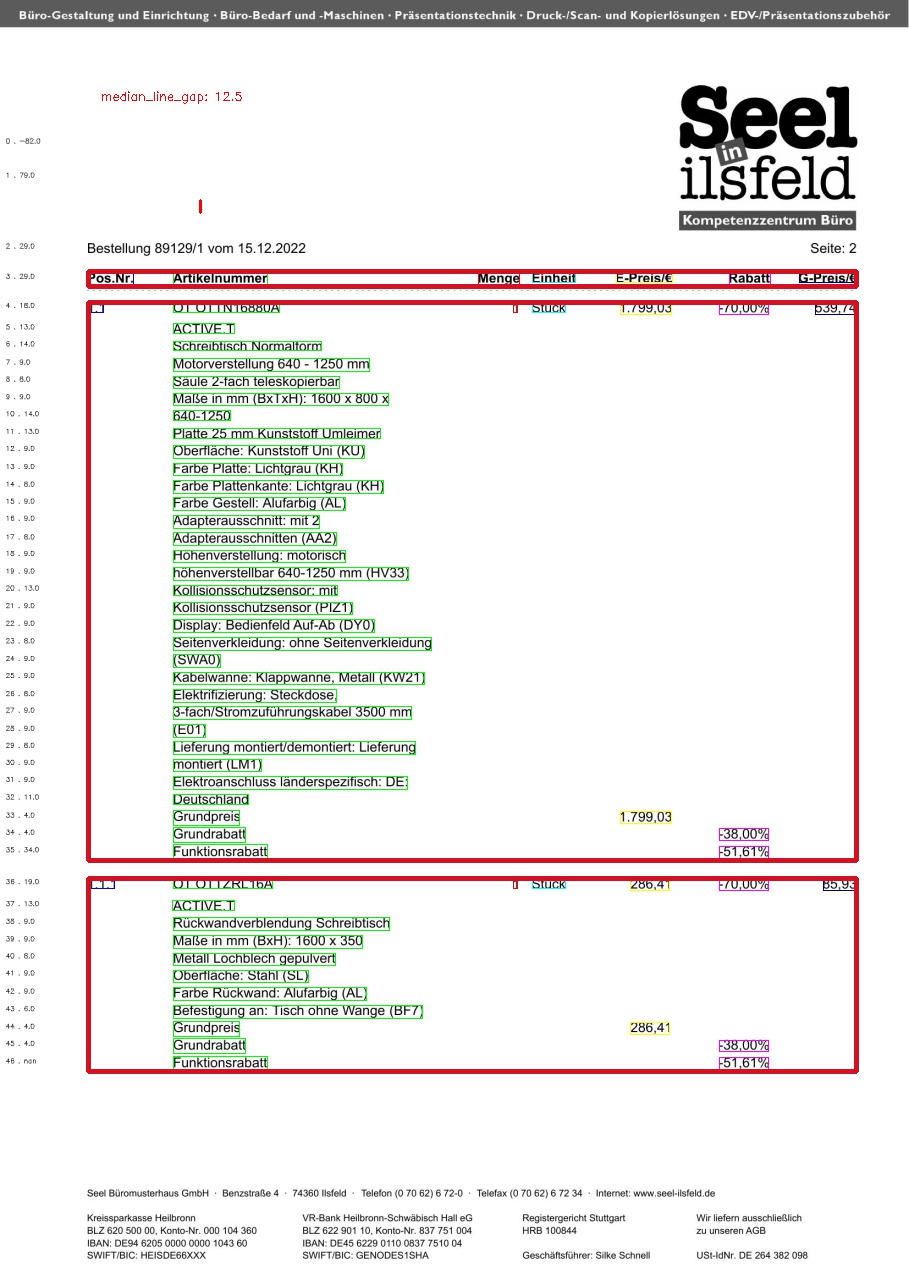 Büro-Gestaltung und Einrichtung · Büro-Bedarf und -Maschinen · Präsentationstechnik · Druck-/Scan- und Kopierlösungen · EDV-/Präsentationszubehör
median_line_gap: 12.5
Seel
in
ilsfeld
Kompetenzzentrum Büro
0 . -82.0
1 . 79.0
2 . 29.0 Bestellung 89129/1 vom 15.12.2022 Seite: 2
3 . 29.0 Pos.Nr. Artikelnummer Menge Einheit E-Preis/€ Rabatt G-Preis/€
4 . 18.0 OT OTTN16880A Stück 1.799,03 -70,00% 539,74
5 . 13.0 ACTIVE.T
6 . 14.0 Schreibtisch Normalform
7 . 9.0 Motorverstellung 640 - 1250 mm
8 . 8.0 Säule 2-fach teleskopierbar
9 . 9.0 Maße in mm (BxTxH): 1600 x 800 x
10 . 14.0 640-1250
11 . 13.0 Platte 25 mm Kunststoff Umleimer
12 . 9.0 Oberfläche: Kunststoff Uni (KU)
13 . 9.0 Farbe Platte: Lichtgrau (KH)
14 . 8.0 Farbe Plattenkante: Lichtgrau (KH)
15 . 9.0 Farbe Gestell: Alufarbig (AL)
16 . 9.0 Adapterausschnitt: mit 2
17 . 8.0 Adapterausschnitten (AA2)
18 . 9.0 Höhenverstellung: motorisch
19 . 9.0 höhenverstellbar 640-1250 mm (HV33)
20 . 13.0 Kollisionsschutzsensor: mit
21 . 9.0 Kollisionsschutzsensor (PIZ1)
22 . 9.0 Display: Bedienfeld Auf-Ab (DY0)
23 . 8.0 Seitenverkleidung: ohne Seitenverkleidung
24 . 9.0 (SWA0)
25 . 9.0 Kabelwanne: Klappwanne, Metall (KW21)
26 . 8.0 Elektrifizierung: Steckdose,
27 . 9.0 3-fach/Stromzuführungskabel 3500 mm
28 . 9.0 (E01)
29 . 8.0 Lieferung montiert/demontiert: Lieferung
30 . 9.0 montiert (LM1)
31 . 9.0 Elektroanschluss länderspezifisch: DE:
32 . 11.0 Deutschland
33 . 4.0 Grundpreis 1.799,03
34 . 4.0 Grundrabatt -38,00%
35 . 34.0 Funktionsrabatt -51,61%
36 . 19.0 OT OTTZRL16A Stück 286,41 -70,00% 85,93
37 . 13.0 ACTIVE.T
38 . 9.0 Rückwandverblendung Schreibtisch
39 . 9.0 Maße in mm (BxH): 1600 x 350
40 . 8.0 Metall Lochblech gepulvert
41 . 9.0 Oberfläche: Stahl (SL)
42 . 9.0 Farbe Rückwand: Alufarbig (AL)
43 . 6.0 Befestigung an: Tisch ohne Wange (BF7)
44 . 4.0 Grundpreis 286,41
45 . 4.0 Grundrabatt -38,00%
46 . nan Funktionsrabatt -51,61%
Seel Büromusterhaus GmbH · Benzstraße 4 · 74360 Ilsfeld · Telefon (0 70 62) 6 72-0 · Telefax (0 70 62) 6 72 34 · Internet: www.seel-ilsfeld.de
Kreissparkasse Heilbronn VR-Bank Heilbronn-Schwäbisch Hall eG Registergericht Stuttgart Wir liefern ausschließlich
BLZ 620 500 00, Konto-Nr. 000 104 360 BLZ 622 901 10, Konto-Nr. 837 751 004 HRB 100844 zu unseren AGB
IBAN: DE94 6205 0000 0000 1043 60 IBAN: DE45 6229 0110 0837 7510 04
SWIFT/BIC: HEISDE66XXX SWIFT/BIC: GENODES1SHA Geschäftsführer: Silke Schnell USt-IdNr. DE 264 382 098